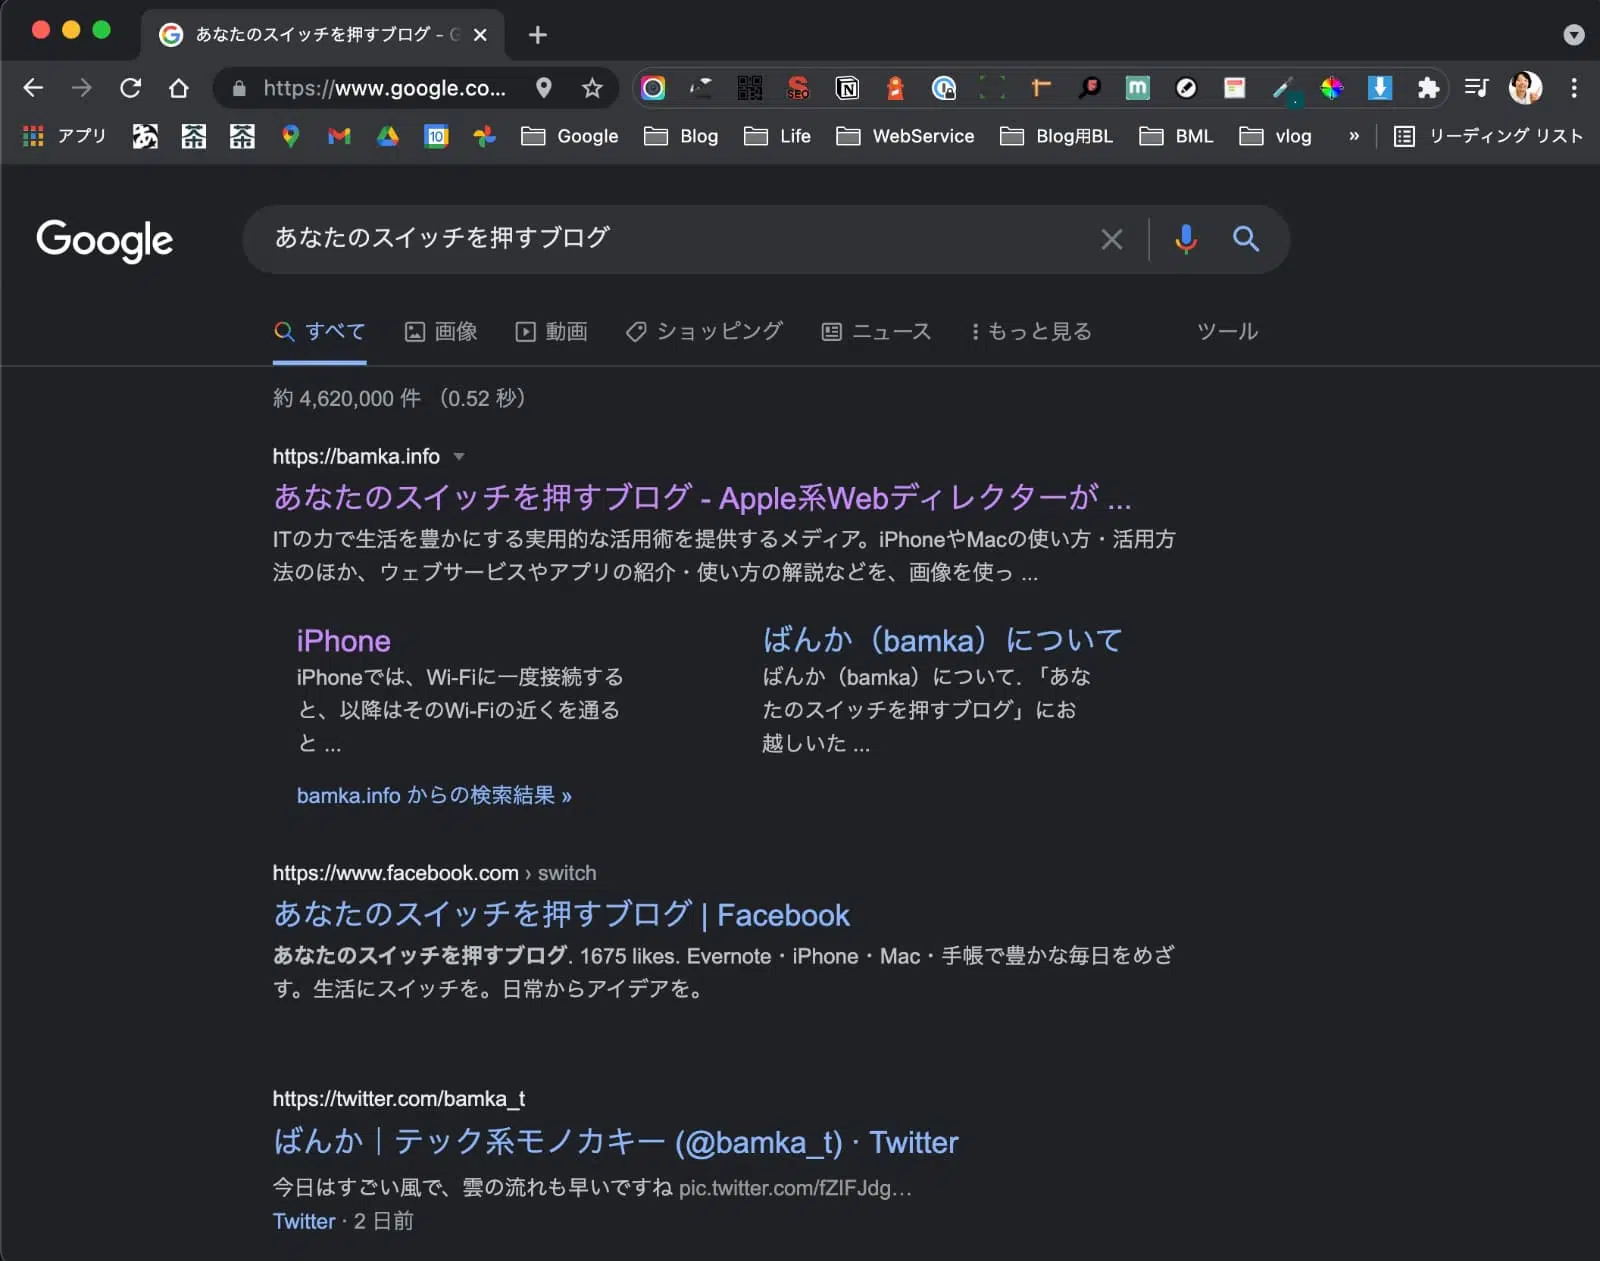 あなたのスイッチを押すブログ - G
https://www.google.co...
アプリ
Google
Blog
Life
WebService
Blog用BL
BML
vlog
»
リーディング リスト
Google
あなたのスイッチを押すブログ
すべて
画像
動画
ショッピング
ニュース
もっと見る
ツール
約 4,620,000 件 （0.52 秒）
https://bamka.info
あなたのスイッチを押すブログ - Apple系Webディレクターが ...
ITの力で生活を豊かにする実用的な活用術を提供するメディア。iPhoneやMacの使い方・活用方
法のほか、ウェブサービスやアプリの紹介・使い方の解説などを、画像を使っ ...
iPhone
iPhoneでは、Wi-Fiに一度接続する
と、以降はそのWi-Fiの近くを通る
と ...
ばんか（bamka）について
ばんか（bamka）について. 「あな
たのスイッチを押すブログ」にお
越しいた ...
bamka.info からの検索結果 »
https://www.facebook.com › switch
あなたのスイッチを押すブログ | Facebook
あなたのスイッチを押すブログ. 1675 likes. Evernote・iPhone・Mac・手帳で豊かな毎日をめざ
す。生活にスイッチを。日常からアイデアを。
https://twitter.com/bamka_t
ばんか｜テック系モノカキー (@bamka_t) · Twitter
今日はすごい風で、雲の流れも早いですね pic.twitter.com/fZIFJdg...
Twitter · 2 日前